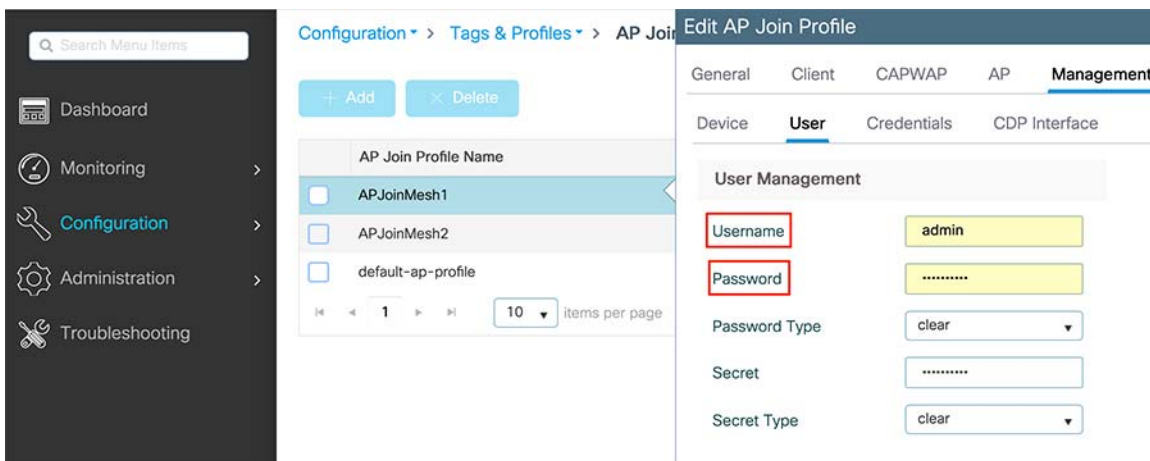 Search Menu Items
Dashboard
Monitoring
Configuration
Administration
Troubleshooting
Configuration > Tags & Profiles > AP Joi
+ Add
× Delete
AP Join Profile Name
APJoinMesh1
APJoinMesh2
default-ap-profile
1
10 items per page
Edit AP Join Profile
General Client CAPWAP AP Management
Device User Credentials CDP Interface
User Management
Username admin
Password ••••••••••
Password Type clear
Secret ••••••••••
Secret Type clear